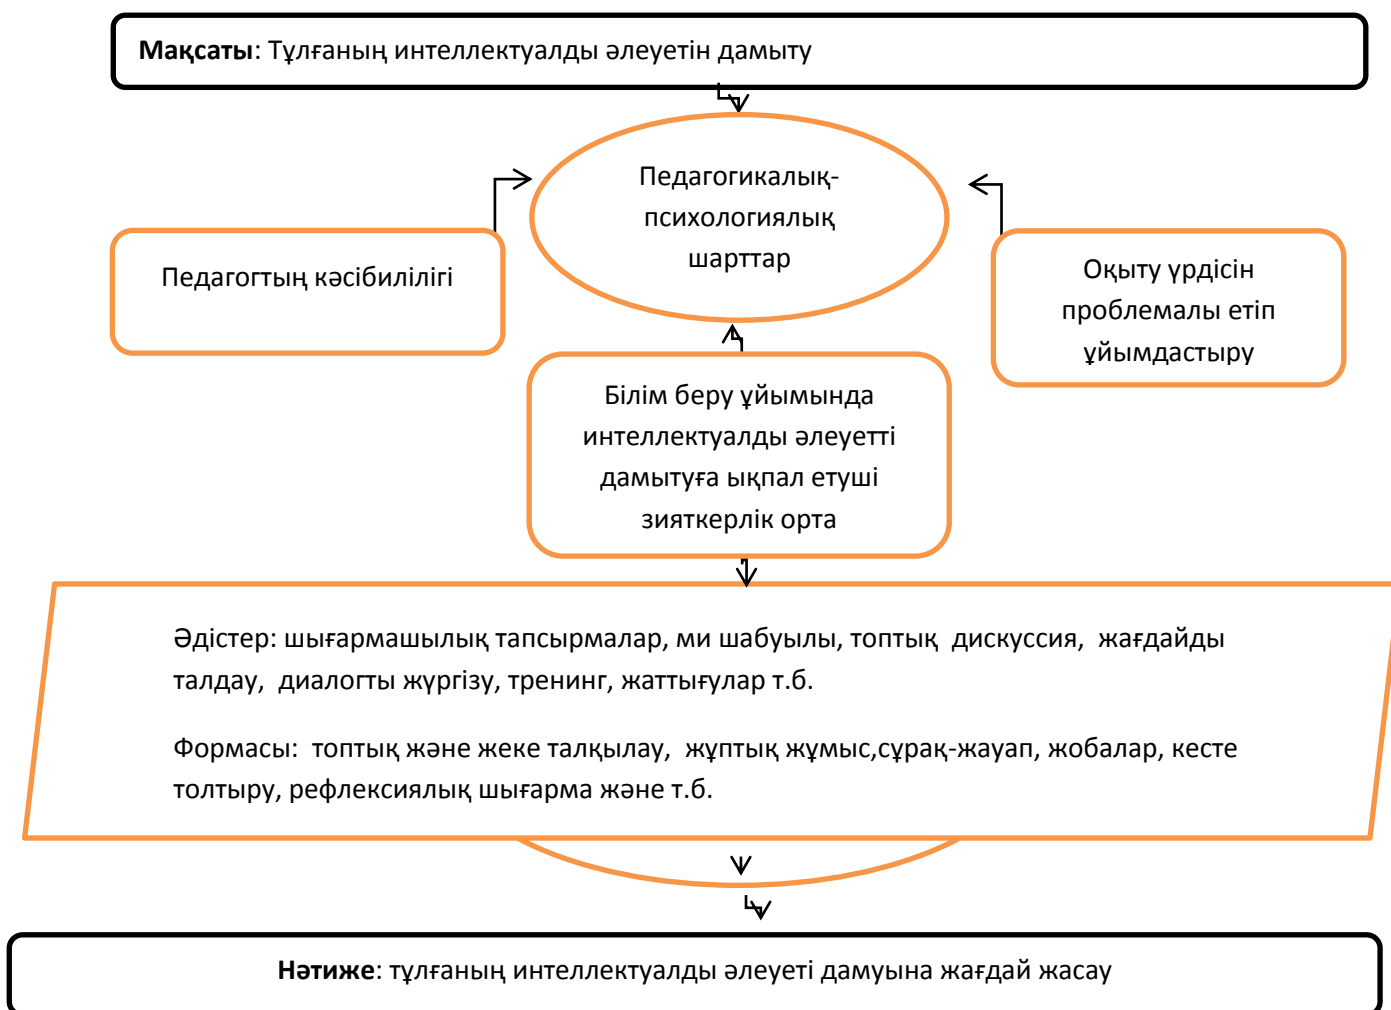 Мақсаты: Тұлғаның интеллектуалды әлеуетін дамыту
Педагогикалық-
психологиялық
шарттар
Педагогтың кәсібилілігі
Оқыту үрдісін
проблемалы етіп
ұйымдастыру
Білім беру ұйымында
интеллектуалды әлеуетті
дамытуға ықпал етуші
зияткерлік орта
Әдістер: шығармашылық тапсырмалар, ми шабуылы, топтық дискуссия, жағдайды
талдау, диалогты жүргізу, тренинг, жаттығулар т.б.
Формасы: топтық және жеке талқылау, жұптық жұмыс,сұрақ-жауап, жобалар, кесте
толтыру, рефлексиялық шығарма және т.б.
Нәтиже: тұлғаның интеллектуалды әлеуеті дамуына жағдай жасау